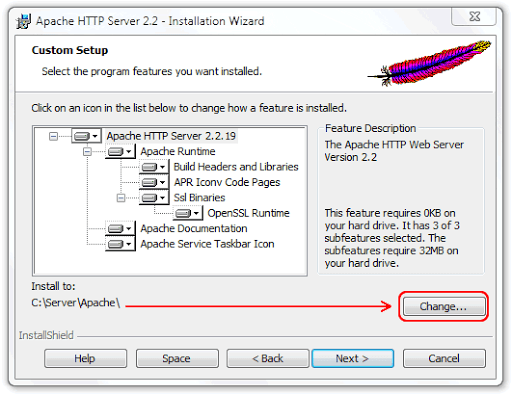 Apache HTTP Server 2.2 - Installation Wizard
Custom Setup
Select the program features you want installed.
Click on an icon in the list below to change how a feature is installed.
Apache HTTP Server 2.2.19
Apache Runtime
Build Headers and Libraries
APR Iconv Code Pages
Ssl Binaries
OpenSSL Runtime
Apache Documentation
Apache Service Taskbar Icon
Feature Description
The Apache HTTP Web Server
Version 2.2
This feature requires 0KB on
your hard drive. It has 3 of 3
subfeatures selected. The
subfeatures require 32MB on
your hard drive.
Install to:
C:\Server\Apache\
Change...
InstallShield
Help
Space
< Back
Next >
Cancel